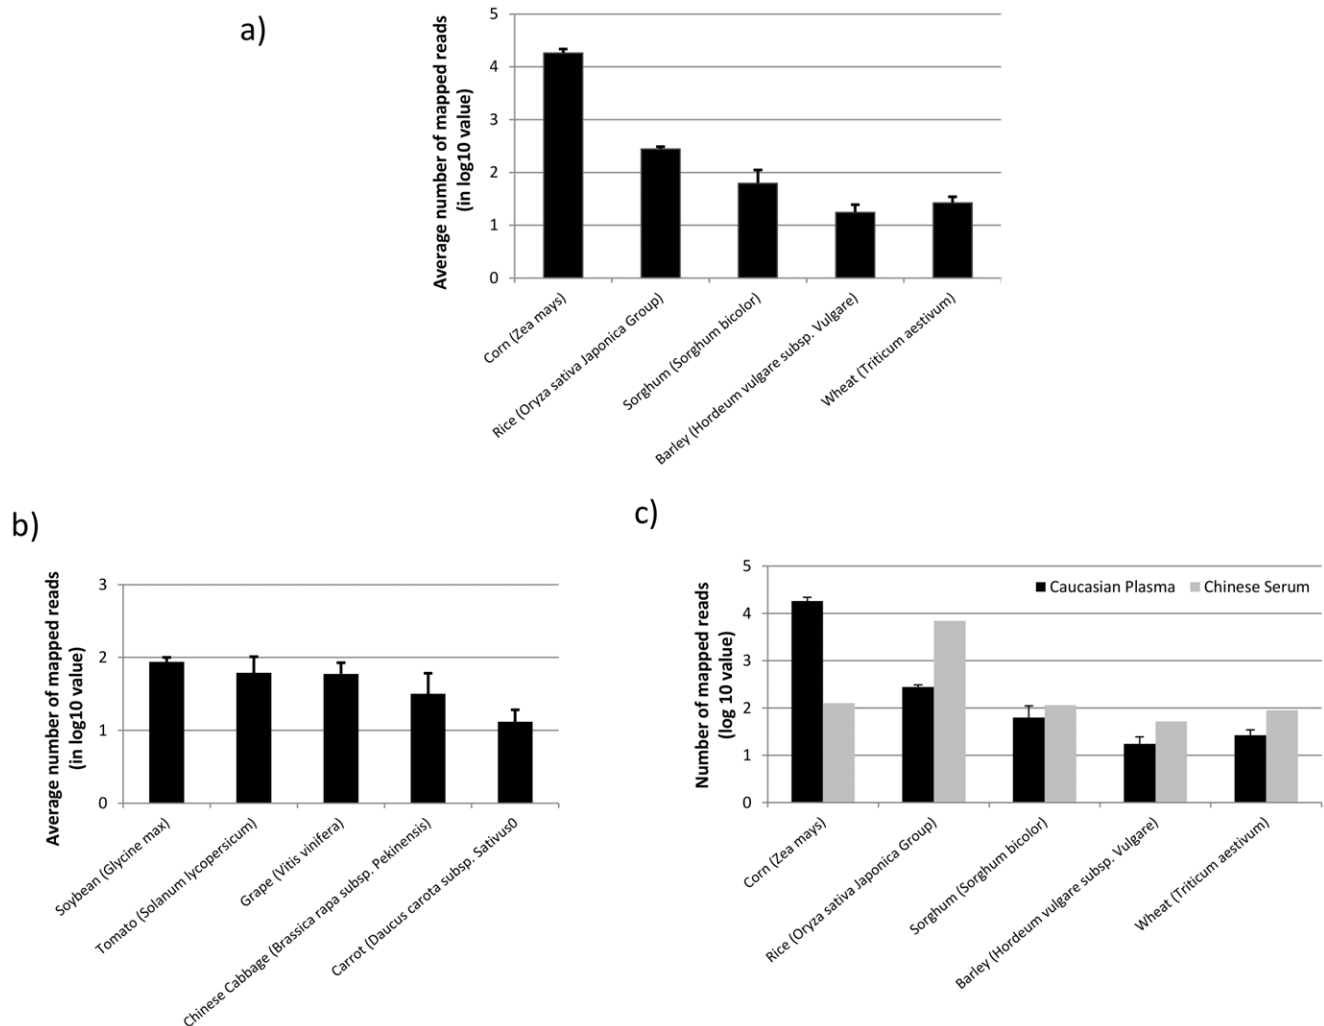 a)
Average number of mapped reads
(in log10 value)
5
4
3
2
1
0
Corn (Zea mays)
Rice (Oryza sativa Japonica Group)
Sorghum (Sorghum bicolor)
Barley (Hordeum vulgare subsp. Vulgare)
Wheat (Triticum aestivum)
b)
Average number of mapped reads
(in log10 value)
3
2
1
0
Soybean (Glycine max)
Tomato (Solanum lycopersicum)
Grape (Vitis vinifera)
Chinese Cabbage (Brassica rapa subsp. Pekinensis)
Carrot (Daucus carota subsp. Sativus0
c)
Number of mapped reads
(log 10 value)
5
4
3
2
1
0
Caucasian Plasma
Chinese Serum
Corn (Zea mays)
Rice (Oryza sativa Japonica Group)
Sorghum (Sorghum bicolor)
Barley (Hordeum vulgare subsp. Vulgare)
Wheat (Triticum aestivum)